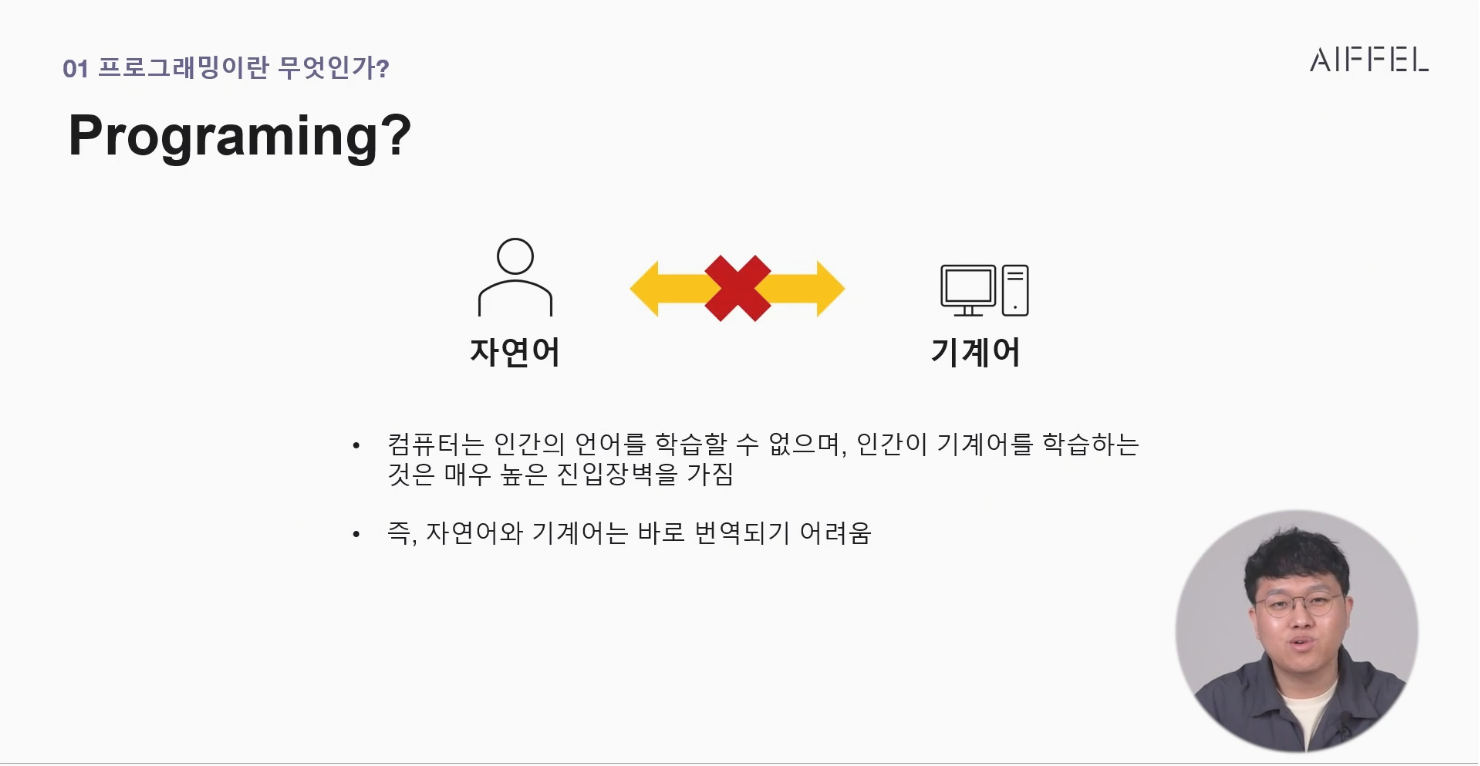 01 프로그래밍이란 무엇인가?
AIFFEL
Programing?
자연어
기계어
• 컴퓨터는 인간의 언어를 학습할 수 없으며, 인간이 기계어를 학습하는
것은 매우 높은 진입장벽을 가짐
• 즉, 자연어와 기계어는 바로 번역되기 어려움